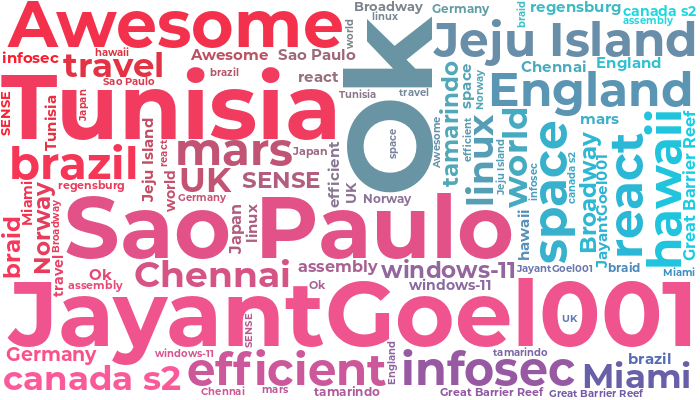 Awesome
Broadway
linux
Germany
braid
regensburg
canada s2
assembly
infosec
hawaii
travel
Awesome
Sao Paulo
world
OK
Jeju Island
Chennai
England
brazil
Sao Paulo
react
Tunisia
travel
space
Norway
England
SENSE
Tunisia
Japan
Tunisia
tamarindo
mars
hawaii
Great Barrier Reef
brazil
Jeju Island
react
mars
Japan
efficient
space
Awesome
efficient
linux
Jeju Island
world
space
canada s2
Broadway
JayantGoel001
react
regensburg
Miami
world
UK
Germany
SENSE
UK
Norway
infosec
braid
Norway
Broadway
travel
Sao Paulo
Japan
linux
hawaii
Ok
assembly
Chennai
assembly
Ok
windows-11
windows-11
JayantGoel001
braid
Miami
JayantGoel001
UK
SENSE
Germany
windows-11
efficient
England
infosec
tamarindo
brazil
Miami
canada s2
Chennai
mars
tamarindo
Great Barrier Reef
Great Barrier Reef